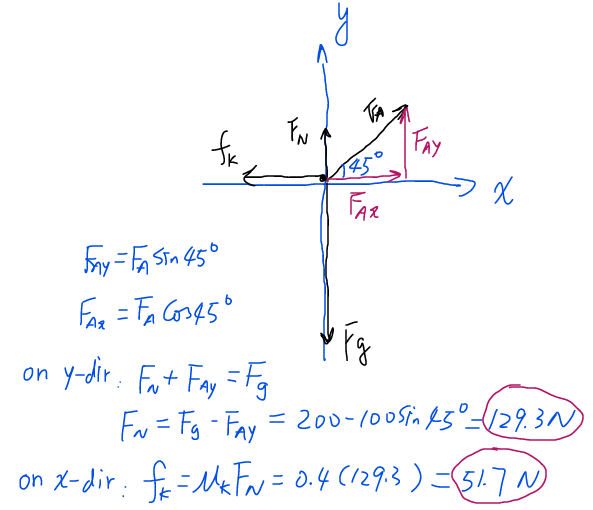 y
F_N
F_A
F_AY
f_k
45°
x
F_Ax
F_AY = F_A Sin 45°
F_Ax = F_A Cos 45°
F_g
on y-dir: F_N + F_AY = F_g
F_N = F_g - F_AY = 200 - 100 Sin 45° = 129.3N
on x-dir: f_k = μ_k F_N = 0.4 (129.3) = 51.7 N